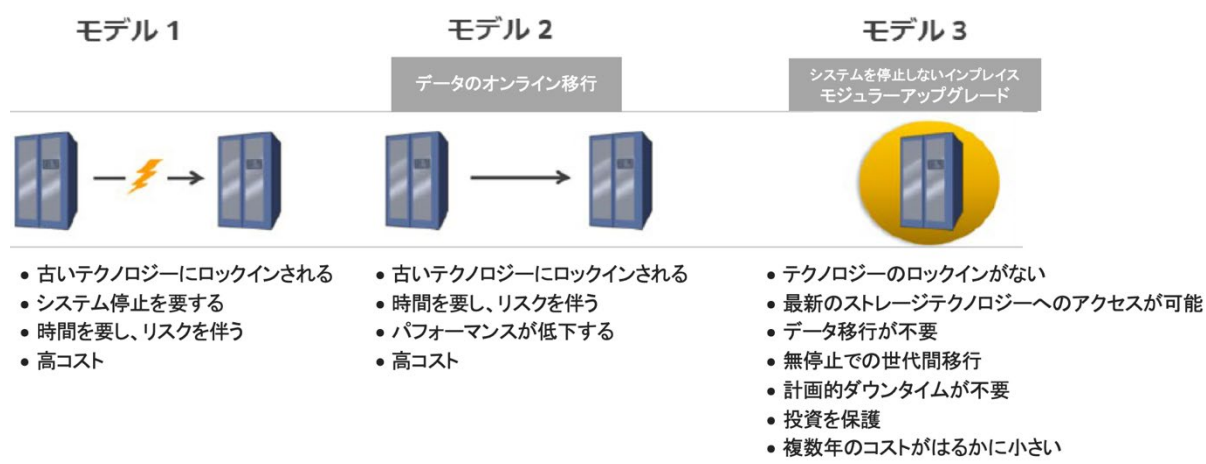 モデル 1
モデル 2
モデル 3
データのオンライン移行
システムを停止しないインプレイス
モジュラーアップグレード
• 古いテクノロジーにロックインされる
• システム停止を要する
• 時間を要し、リスクを伴う
• 高コスト
• 古いテクノロジーにロックインされる
• 時間を要し、リスクを伴う
• パフォーマンスが低下する
• 高コスト
• テクノロジーのロックインがない
• 最新のストレージテクノロジーへのアクセスが可能
• データ移行が不要
• 無停止での世代間移行
• 計画的ダウンタイムが不要
• 投資を保護
• 複数年のコストがはるかに小さい